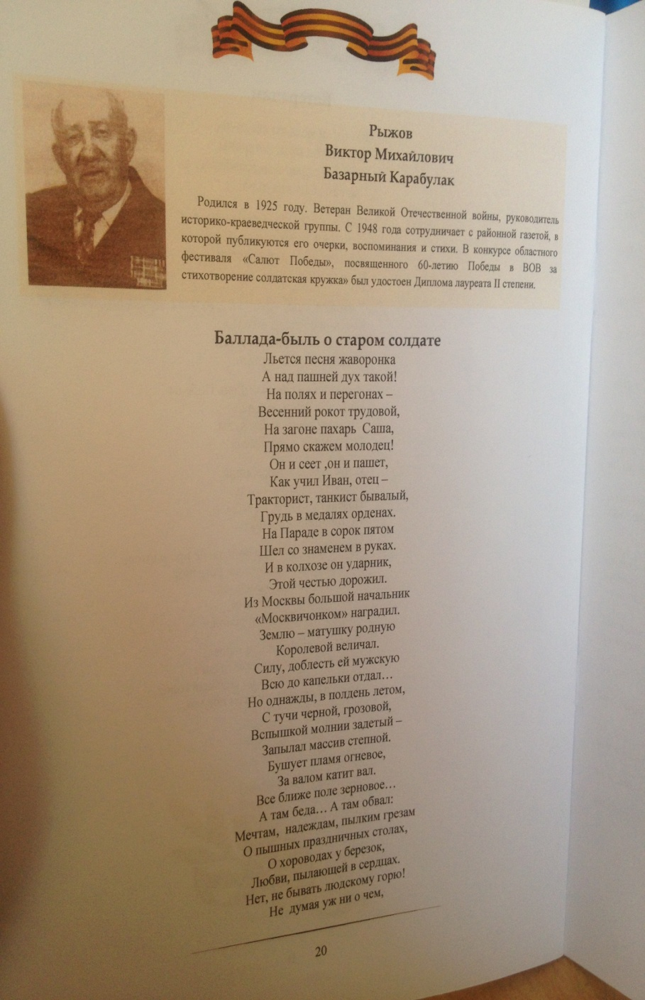 Рыжов
Виктор Михайлович
Базарный Карабулак
Родился в 1925 году. Ветеран Великой Отечественной войны, руководитель
историко-краеведческой группы. С 1948 года сотрудничает с районной газетой, в
которой публикуются его очерки, воспоминания и стихи. В конкурсе областного
фестиваля «Салют Победы», посвященного 60-летию Победы в ВОВ за
стихотворение солдатская кружка» был удостоен Диплома лауреата II степени.
Баллада-быль о старом солдате
Льется песня жаворонка
А над пашней дух такой!
На полях и перегонах –
Весенний рокот трудовой,
На загоне пахарь Саша,
Прямо скажем молодец!
Он и сеет ,он и пашет,
Как учил Иван, отец –
Тракторист, танкист бывалый,
Грудь в медалях орденах.
На Параде в сорок пятом
Шел со знаменем в руках.
И в колхозе он ударник,
Этой честью дорожил.
Из Москвы большой начальник
«Москвичонком» наградил.
Землю – матушку родную
Королевой величал.
Силу, доблесть ей мужскую
Всю до капельки отдал…
Но однажды, в полдень летом,
С тучи черной, грозовой,
Вспышкой молнии задетый –
Запылал массив степной.
Бушует пламя огневое,
За валом катит вал.
Все ближе поле зерновое…
А там беда… А там обвал:
Мечтам, надеждам, пылким грезам
О пышных праздничных столах,
О хороводах у березок,
Любви, пылающей в сердцах.
Нет, не бывать людскому горю!
Не думая уж ни о чем,
20